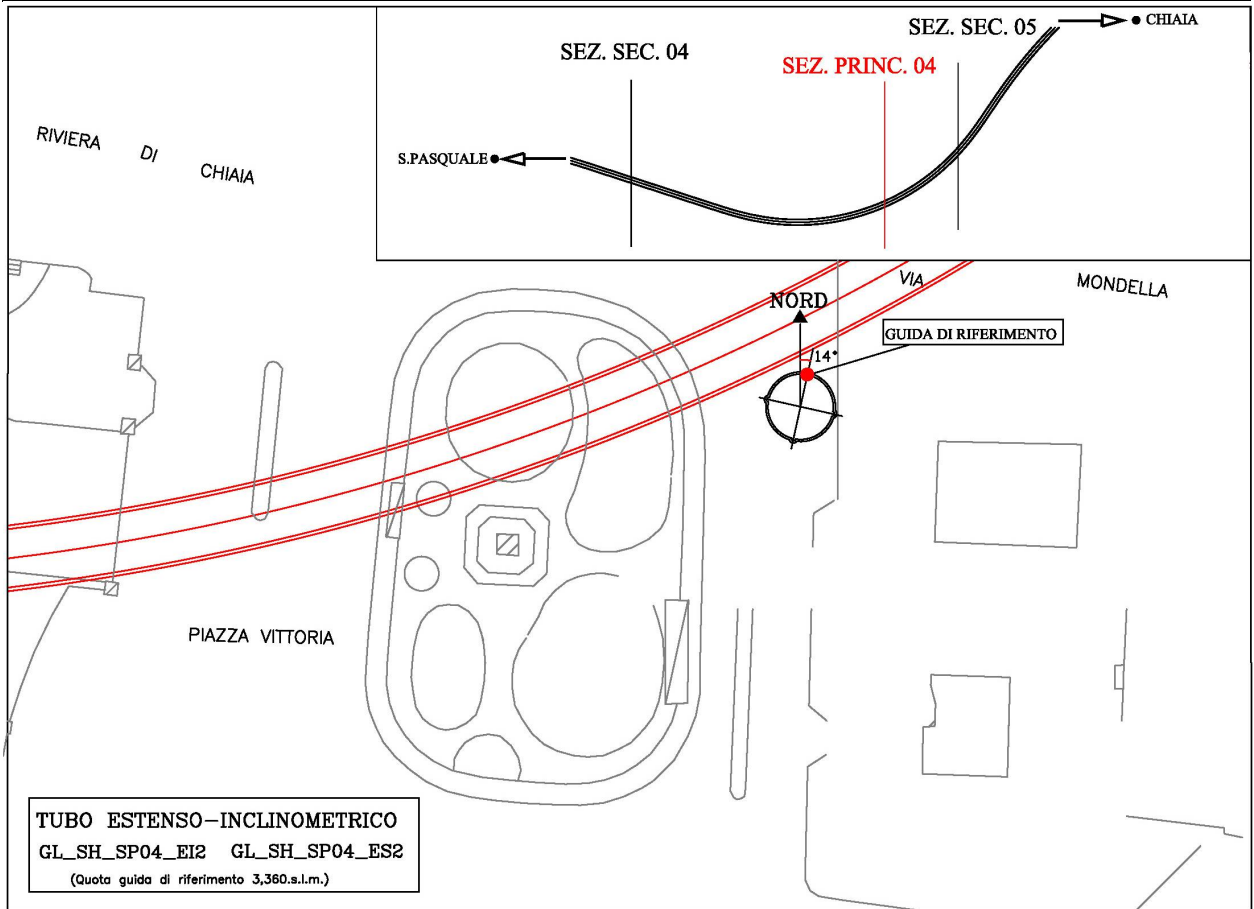 SEZ. SEC. 04
SEZ. PRINC. 04
SEZ. SEC. 05
CHIAIA
S.PASQUALE
RIVIERA DI CHIAIA
VIA MONDELLA
NORD
14°
GUIDA DI RIFERIMENTO
PIAZZA VITTORIA
TUBO ESTENSO-INCLINOMETRICO
GL_SH_SP04_EI2 GL_SH_SP04_ES2
(Quota guida di riferimento 3,360.s.l.m.)